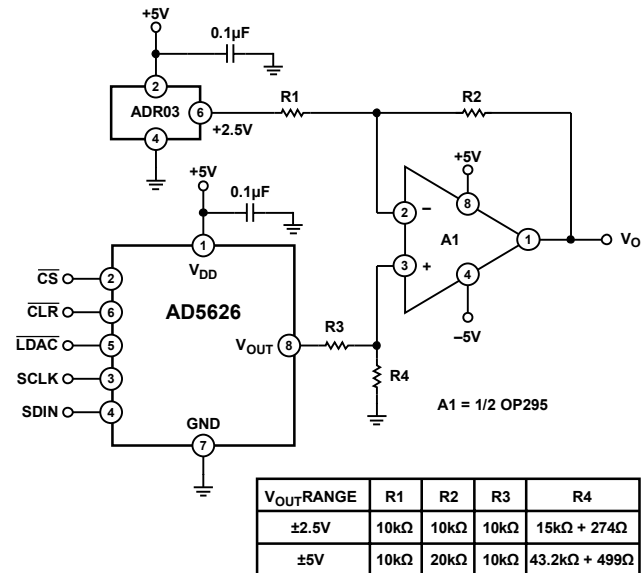 +5V
0.1µF
2
ADR03
6
+2.5V
4
R1
R2
+5V
0.1µF
1
VDD
+5V
8
2
–
A1
1
VO
3
+
4
–5V
CS
2
CLR
6
LDAC
5
SCLK
3
SDIN
4
AD5626
VOUT
8
R3
R4
GND
7
A1 = 1/2 OP295
VOUTRANGE R1 R2 R3 R4
±2.5V 10kΩ 10kΩ 10kΩ 15kΩ + 274Ω
±5V 10kΩ 20kΩ 10kΩ 43.2kΩ + 499Ω